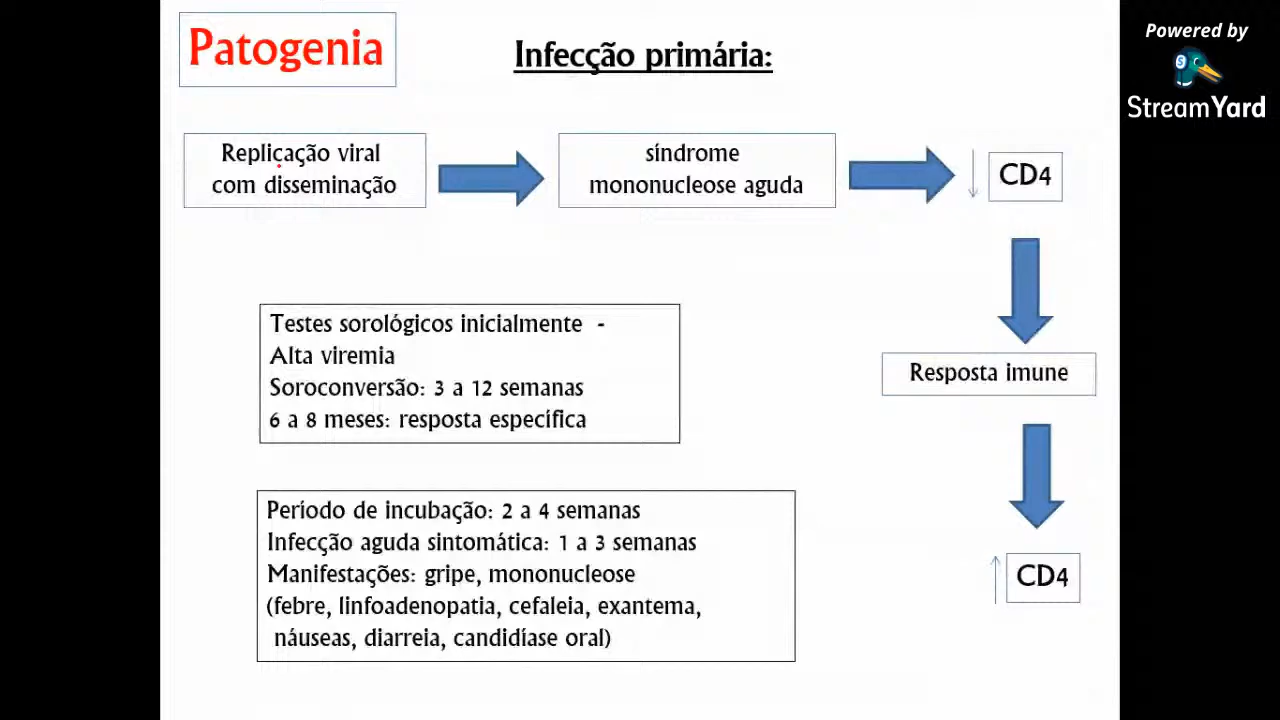 Patogenia
Infecção primária:
Powered by
StreamYard
Replicação viral
com disseminação
síndrome
mononucleose aguda
CD4
Testes sorológicos inicialmente -
Alta viremia
Soroconversão: 3 a 12 semanas
6 a 8 meses: resposta específica
Resposta imune
Período de incubação: 2 a 4 semanas
Infecção aguda sintomática: 1 a 3 semanas
Manifestações: gripe, mononucleose
(febre, linfoadenopatia, cefaleia, exantema,
náuseas, diarreia, candidíase oral)
CD4